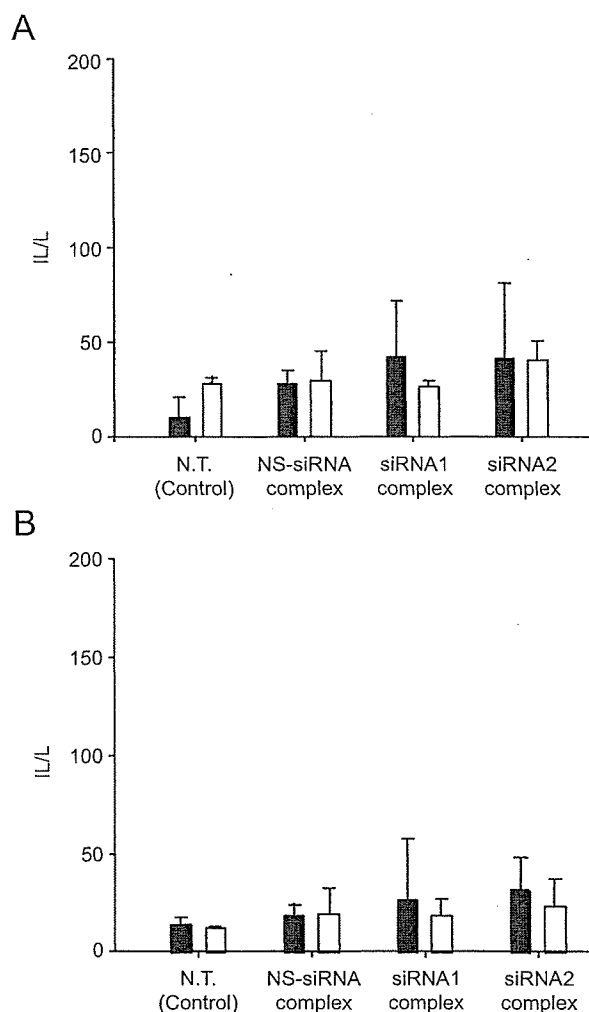 A
200
150
100
50
0
IL/L
N.T.
(Control)
NS-siRNA
complex
siRNA1
complex
siRNA2
complex
B
200
150
100
50
0
IL/L
N.T.
(Control)
NS-siRNA
complex
siRNA1
complex
siRNA2
complex